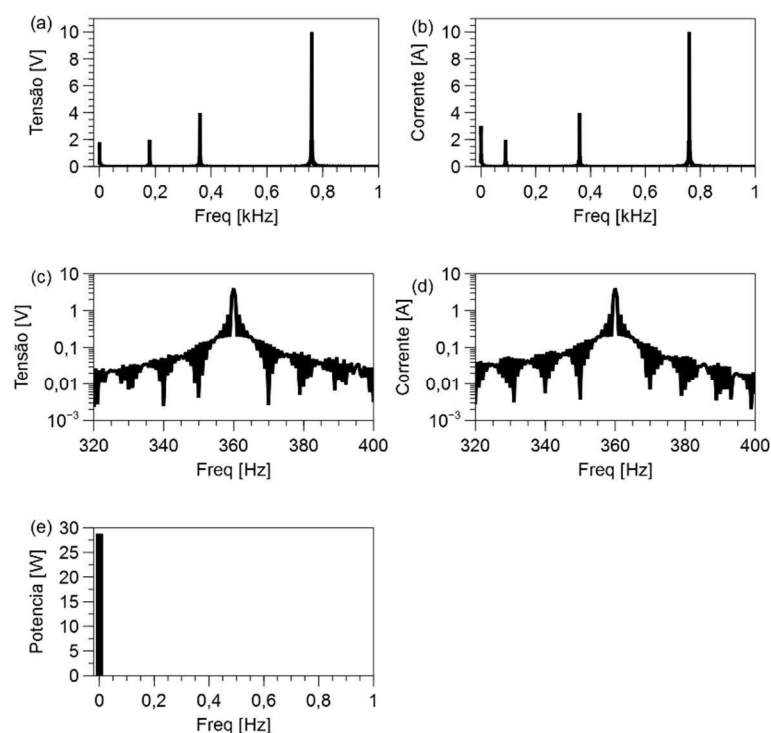 (a)
Tensão [V]
10
8
6
4
2
0
0 0,2 0,4 0,6 0,8 1
Freq [kHz]
(b)
Corrente [A]
10
8
6
4
2
0
0 0,2 0,4 0,6 0,8 1
Freq [kHz]
(c)
Tensão [V]
10
1
0,1
0,01
10⁻³
320 340 360 380 400
Freq [Hz]
(d)
Corrente [A]
10
1
0,1
0,01
10⁻³
320 340 360 380 400
Freq [Hz]
(e)
Potencia [W]
30
25
20
15
10
5
0
0 0,2 0,4 0,6 0,8 1
Freq [Hz]